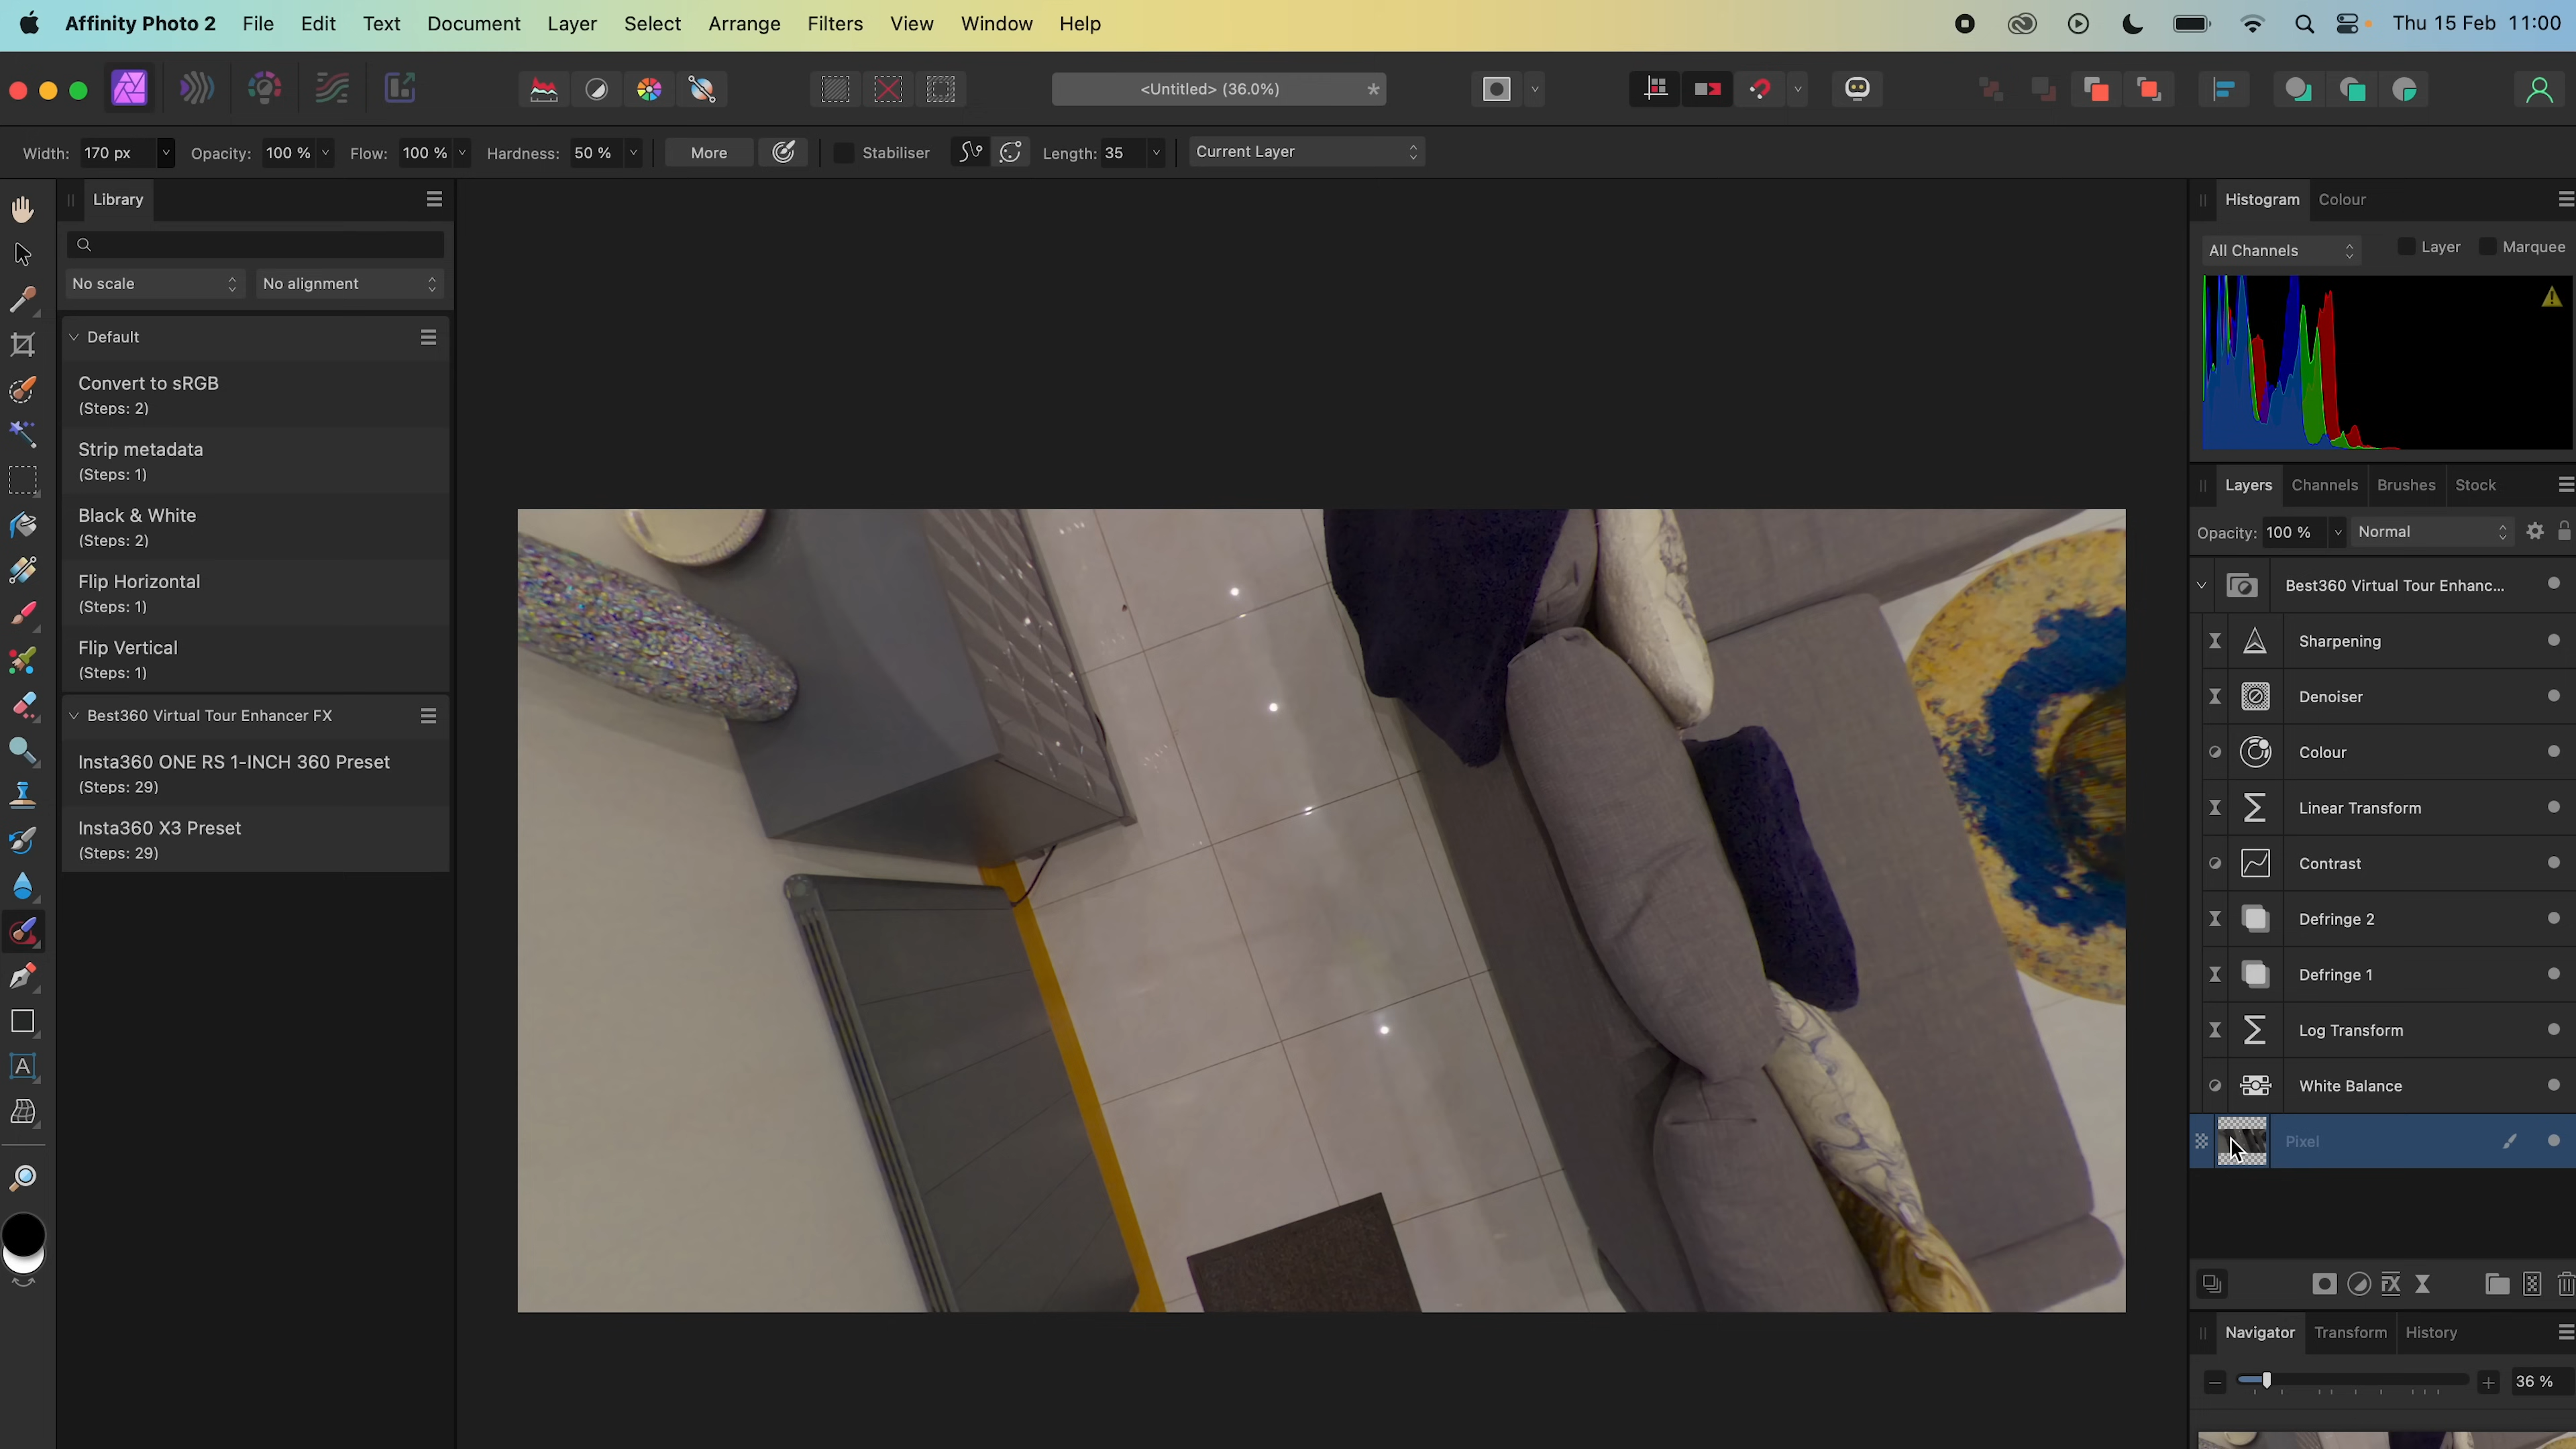 Affinity Photo 2 File Edit Text Document Layer Select Arrange Filters View Window Help Thu 15 Feb 11:00
<Untitled> (36.0%) *
Width: 170 px Opacity: 100 % Flow: 100 % Hardness: 50 % More Stabiliser Length: 35 Current Layer
Library
No scale No alignment
Default
Convert to sRGB
(Steps: 2)
Strip metadata
(Steps: 1)
Black & White
(Steps: 2)
Flip Horizontal
(Steps: 1)
Flip Vertical
(Steps: 1)
Best360 Virtual Tour Enhancer FX
Insta360 ONE RS 1-INCH 360 Preset
(Steps: 29)
Insta360 X3 Preset
(Steps: 29)
A
Histogram Colour
All Channels Layer Marquee
Layers Channels Brushes Stock
Opacity: 100 % Normal
Best360 Virtual Tour Enhanc...
Sharpening
Denoiser
Colour
Linear Transform
Contrast
Defringe 2
Defringe 1
Log Transform
White Balance
Pixel
FX
Navigator Transform History
36 %